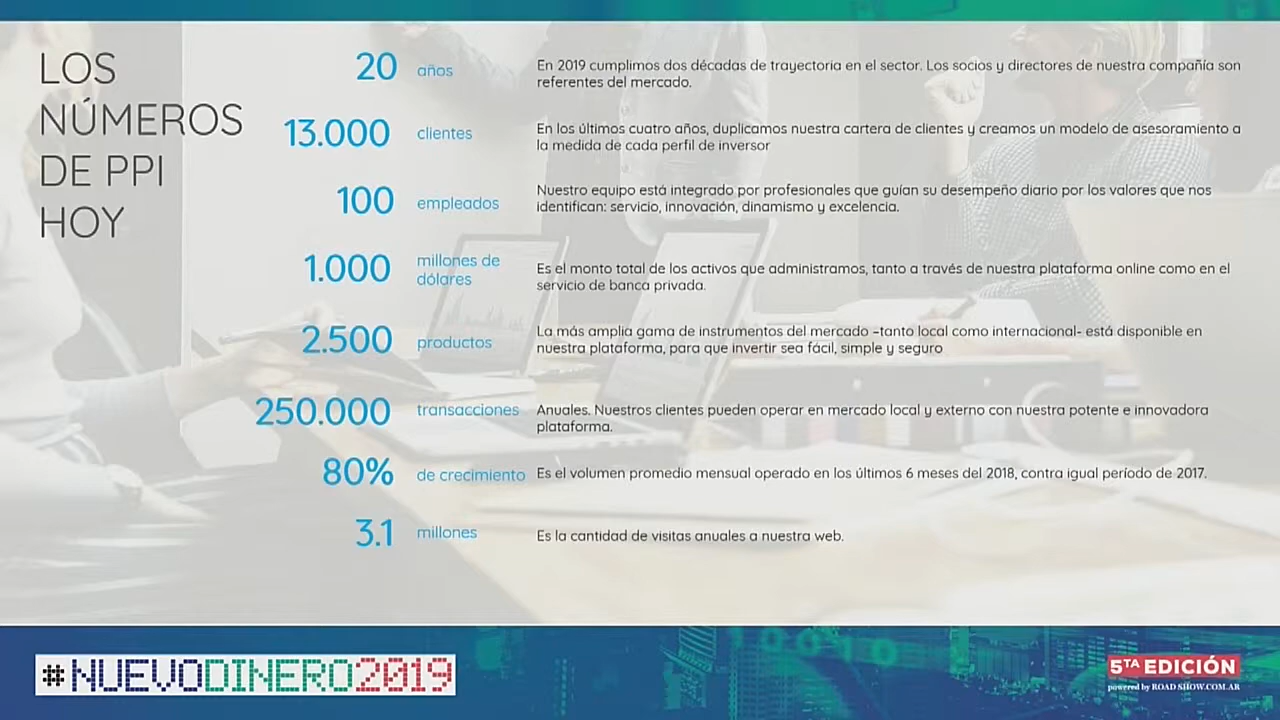 LOS
NÚMEROS
DE PPI
HOY
20 años
En 2019 cumplimos dos décadas de trayectoria en el sector. Los socios y directores de nuestra compañía son
referentes del mercado.
13.000 clientes
En los últimos cuatro años, duplicamos nuestra cartera de clientes y creamos un modelo de asesoramiento a
la medida de cada perfil de inversor
100 empleados
Nuestro equipo está integrado por profesionales que guían su desempeño diario por los valores que nos
identifican: servicio, innovación, dinamismo y excelencia.
1.000 millones de
dólares
Es el monto total de los activos que administramos, tanto a través de nuestra plataforma online como en el
servicio de banca privada.
2.500 productos
La más amplia gama de instrumentos del mercado –tanto local como internacional- está disponible en
nuestra plataforma, para que invertir sea fácil, simple y seguro
250.000 transacciones
Anuales. Nuestros clientes pueden operar en mercado local y externo con nuestra potente e innovadora
plataforma.
80% de crecimiento
Es el volumen promedio mensual operado en los últimos 6 meses del 2018, contra igual período de 2017.
3.1 millones
Es la cantidad de visitas anuales a nuestra web.
#NUEVODINERO2019
5TA EDICIÓN
powered by ROAD SHOW.COM.AR